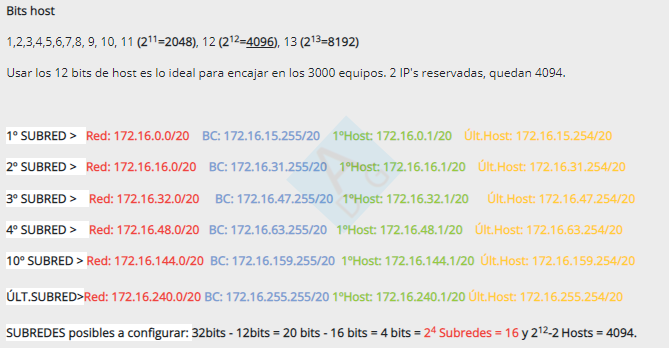 Bits host
1,2,3,4,5,6,7,8, 9, 10, 11 (2¹¹=2048), 12 (2¹²=4096), 13 (2¹³=8192)
Usar los 12 bits de host es lo ideal para encajar en los 3000 equipos. 2 IP's reservadas, quedan 4094.
1º SUBRED > Red: 172.16.0.0/20 BC: 172.16.15.255/20 1ºHost: 172.16.0.1/20 Últ.Host: 172.16.15.254/20
2º SUBRED > Red: 172.16.16.0/20 BC: 172.16.31.255/20 1ºHost: 172.16.16.1/20 Últ.Host: 172.16.31.254/20
3º SUBRED > Red: 172.16.32.0/20 BC: 172.16.47.255/20 1ºHost: 172.16.32.1/20 Últ.Host: 172.16.47.254/20
4º SUBRED > Red: 172.16.48.0/20 BC: 172.16.63.255/20 1ºHost: 172.16.48.1/20 Últ.Host: 172.16.63.254/20
10º SUBRED > Red: 172.16.144.0/20 BC: 172.16.159.255/20 1ºHost: 172.16.144.1/20 Últ.Host: 172.16.159.254/20
ÚLT.SUBRED>Red: 172.16.240.0/20 BC: 172.16.255.255/20 1ºHost: 172.16.240.1/20 Últ.Host: 172.16.255.254/20
SUBREDES posibles a configurar: 32bits - 12bits = 20 bits - 16 bits = 4 bits = 2⁴ Subredes = 16 y 2¹²-2 Hosts = 4094.